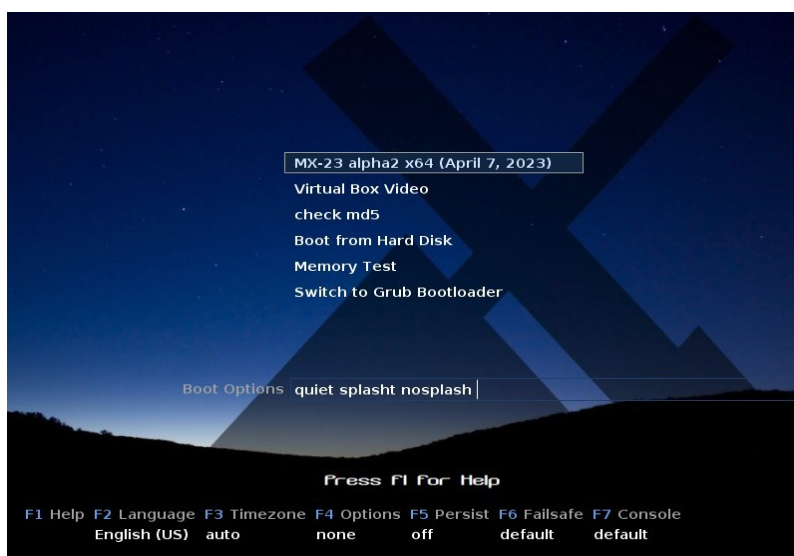 MX-23 alpha2 x64 (April 7, 2023)
Virtual Box Video
check md5
Boot from Hard Disk
Memory Test
Switch to Grub Bootloader
Boot Options quiet splasht nosplash
Press F1 For Help
F1 Help F2 Language F3 Timezone F4 Options F5 Persist F6 Failsafe F7 Console
English (US) auto none off default default